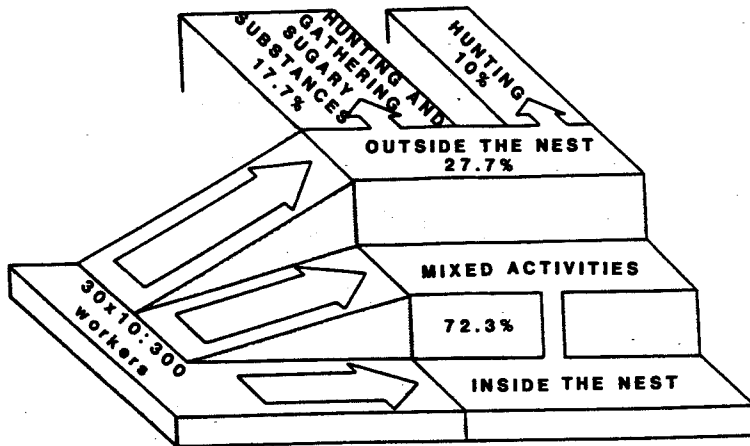 HUNTING AND
GATHERING
SUGARY
SUBSTANCES
17.7%
HUNTING
10%
OUTSIDE THE NEST
27.7%
MIXED ACTIVITIES
30x10:300
workers
72.3%
INSIDE THE NEST